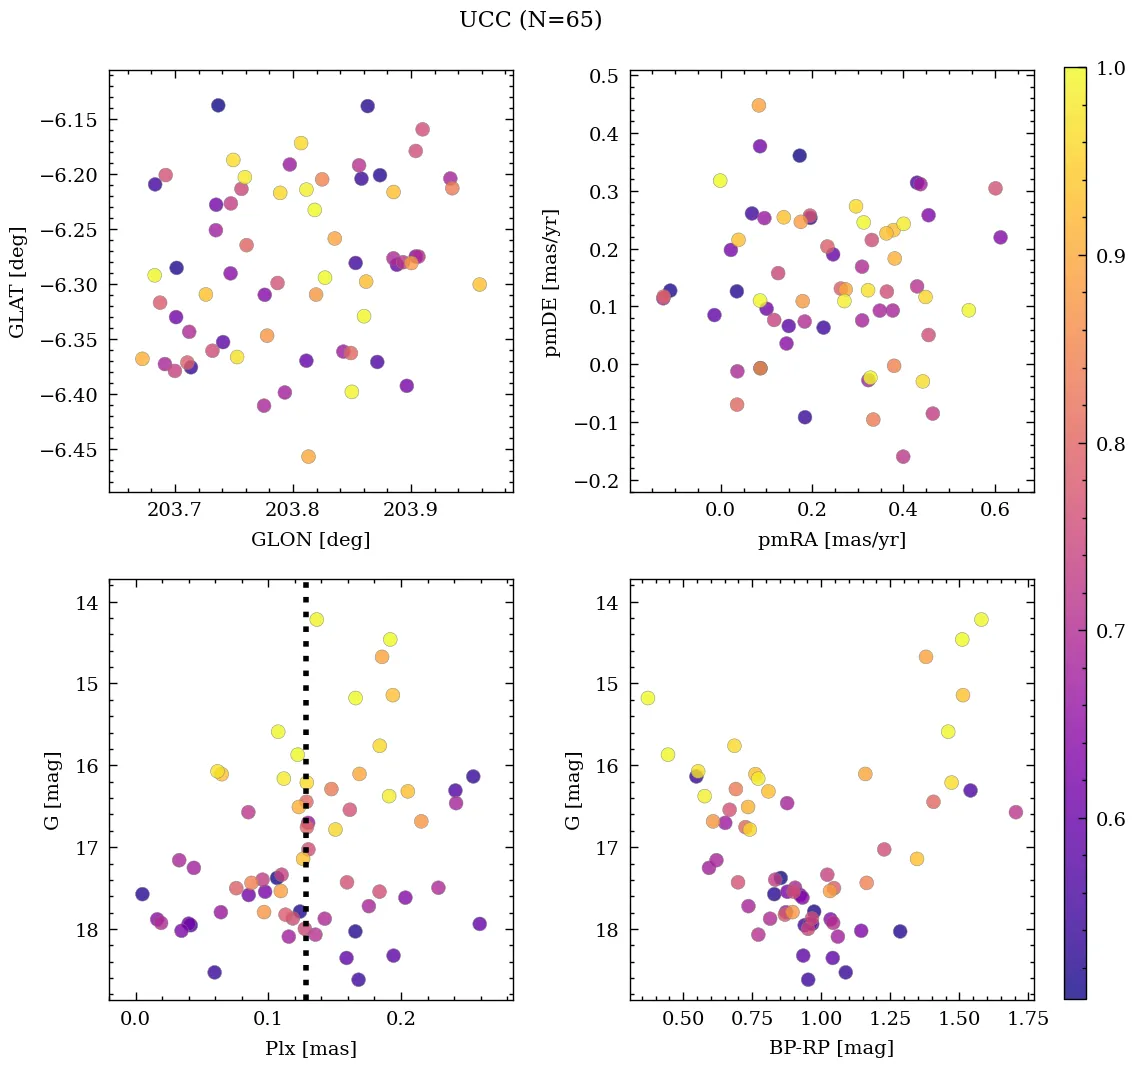 UCC (N=65)
−6.15
−6.20
−6.25
−6.30
−6.35
−6.40
−6.45
GLAT [deg]
203.7 203.8 203.9
GLON [deg]
0.5
0.4
0.3
0.2
0.1
0.0
−0.1
−0.2
pmDE [mas/yr]
0.0 0.2 0.4 0.6
pmRA [mas/yr]
14
15
16
17
18
G [mag]
0.0 0.1 0.2
Plx [mas]
14
15
16
17
18
G [mag]
0.50 0.75 1.00 1.25 1.50 1.75
BP-RP [mag]
1.0
0.9
0.8
0.7
0.6